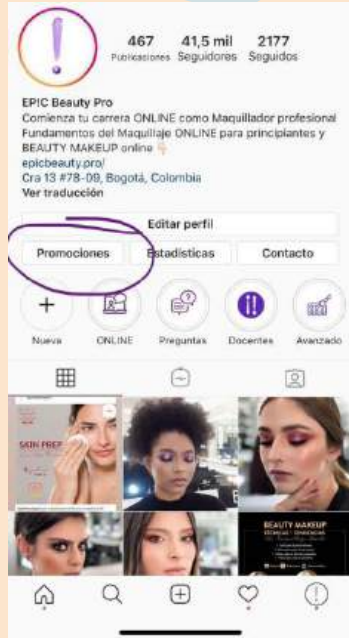 467 41,5 mil 2177
Publicaciones Seguidores Seguidos
EPIC Beauty Pro
Comienza tu carrera ONLINE como Maquillador profesional
Fundamentos del Maquillaje ONLINE para principiantes y
BEAUTY MAKEUP online 👇
epicbeauty.pro/
Cra 13 #78-09, Bogotá, Colombia
Ver traducción
Editar perfil
Promociones Estadísticas Contacto
Nueva ONLINE Preguntas Docentes Avanzado
SKIN PREP
BEAUTY MAKEUP
TÉCNICAS + TENDENCIAS